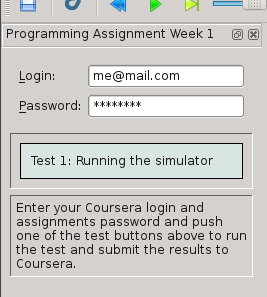 Programming Assignment Week 1
Login: me@mail.com
Password: ********
Test 1: Running the simulator
Enter your Coursera login and
assignments password and push
one of the test buttons above to run
the test and submit the results to
Coursera.